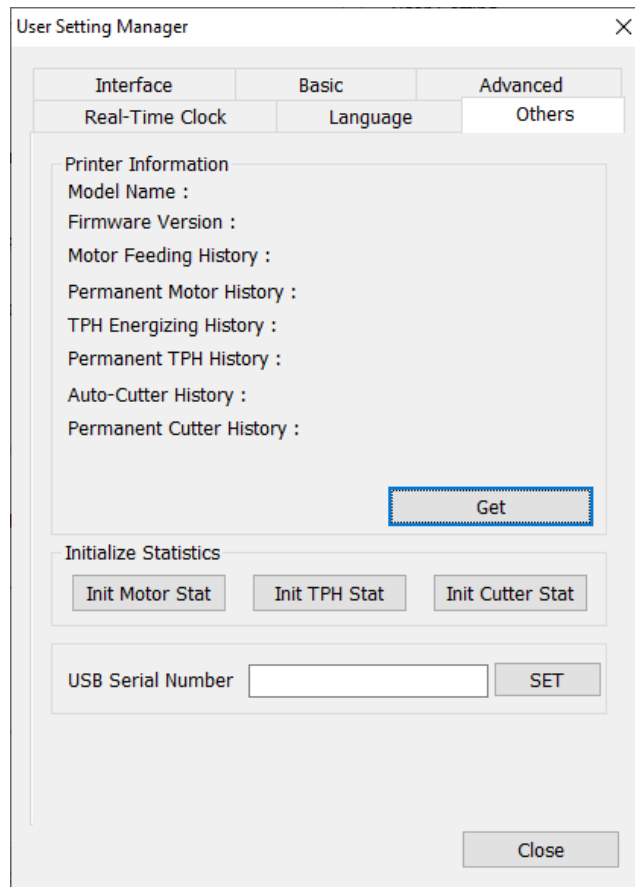 User Setting Manager
Interface Basic Advanced
Real-Time Clock Language Others
Printer Information
Model Name :
Firmware Version :
Motor Feeding History :
Permanent Motor History :
TPH Energizing History :
Permanent TPH History :
Auto-Cutter History :
Permanent Cutter History :
Get
Initialize Statistics
Init Motor Stat Init TPH Stat Init Cutter Stat
USB Serial Number SET
Close